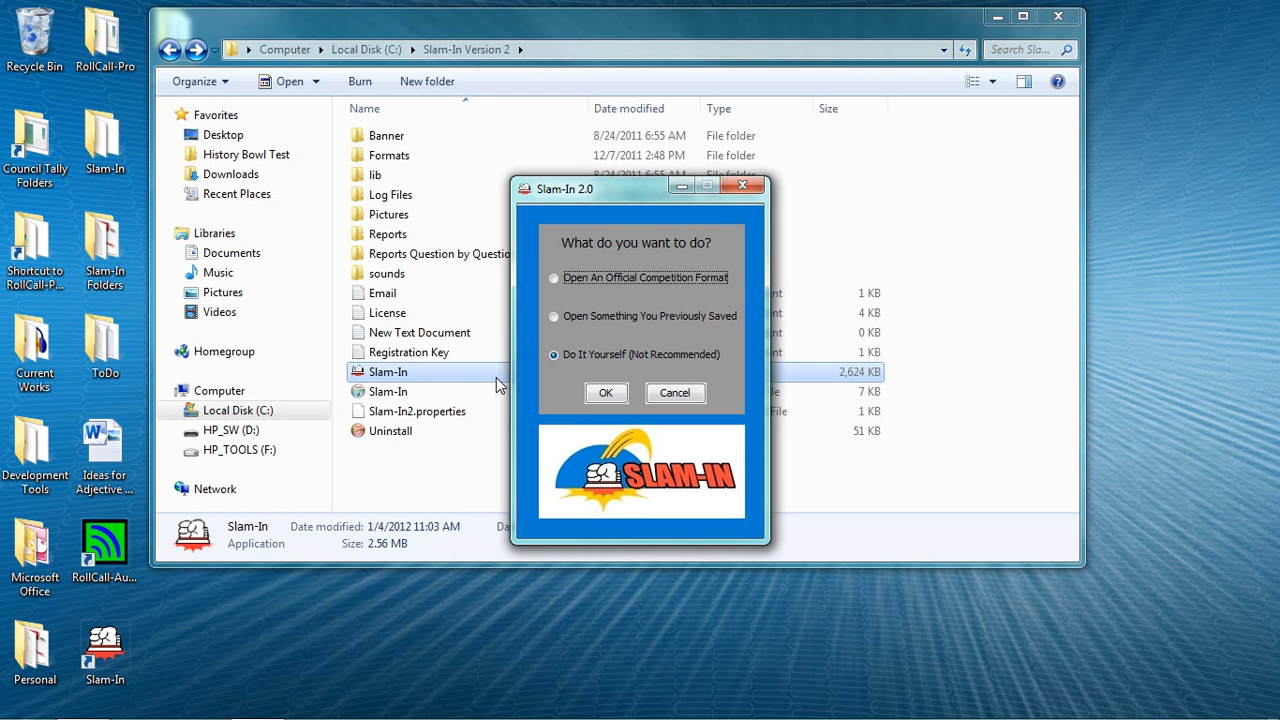 Recycle Bin
RollCall-Pro
Council Tally
Folders
Slam-In
Shortcut to
RollCall-P...
Slam-In
Folders
Current
Works
ToDo
Development
Tools
Ideas for
Adjective ...
Microsoft
Office
RollCall-Au...
Personal
Slam-In
Computer
Local Disk (C:)
Slam-In Version 2
Search Sla...
Organize
Open
Burn
New folder
Favorites
Desktop
History Bowl Test
Downloads
Recent Places
Libraries
Documents
Music
Pictures
Videos
Homegroup
Computer
Local Disk (C:)
HP_SW (D:)
HP_TOOLS (F:)
Network
Name Date modified Type Size
Banner 8/24/2011 6:55 AM File folder
Formats 12/7/2011 2:48 PM File folder
lib 8/24/2011 6:55 AM File folder
Log Files
Pictures
Reports
Reports Question by Questio
sounds
Email nt 1 KB
License nt 4 KB
New Text Document nt 0 KB
Registration Key nt 1 KB
Slam-In 2,624 KB
Slam-In le 7 KB
Slam-In2.properties File 1 KB
Uninstall 51 KB
Slam-In Date modified: 1/4/2012 11:03 AM Da
Application Size: 2.56 MB
Slam-In 2.0
What do you want to do?
Open An Official Competition Format
Open Something You Previously Saved
Do It Yourself (Not Recommended)
OK Cancel
SLAM-IN